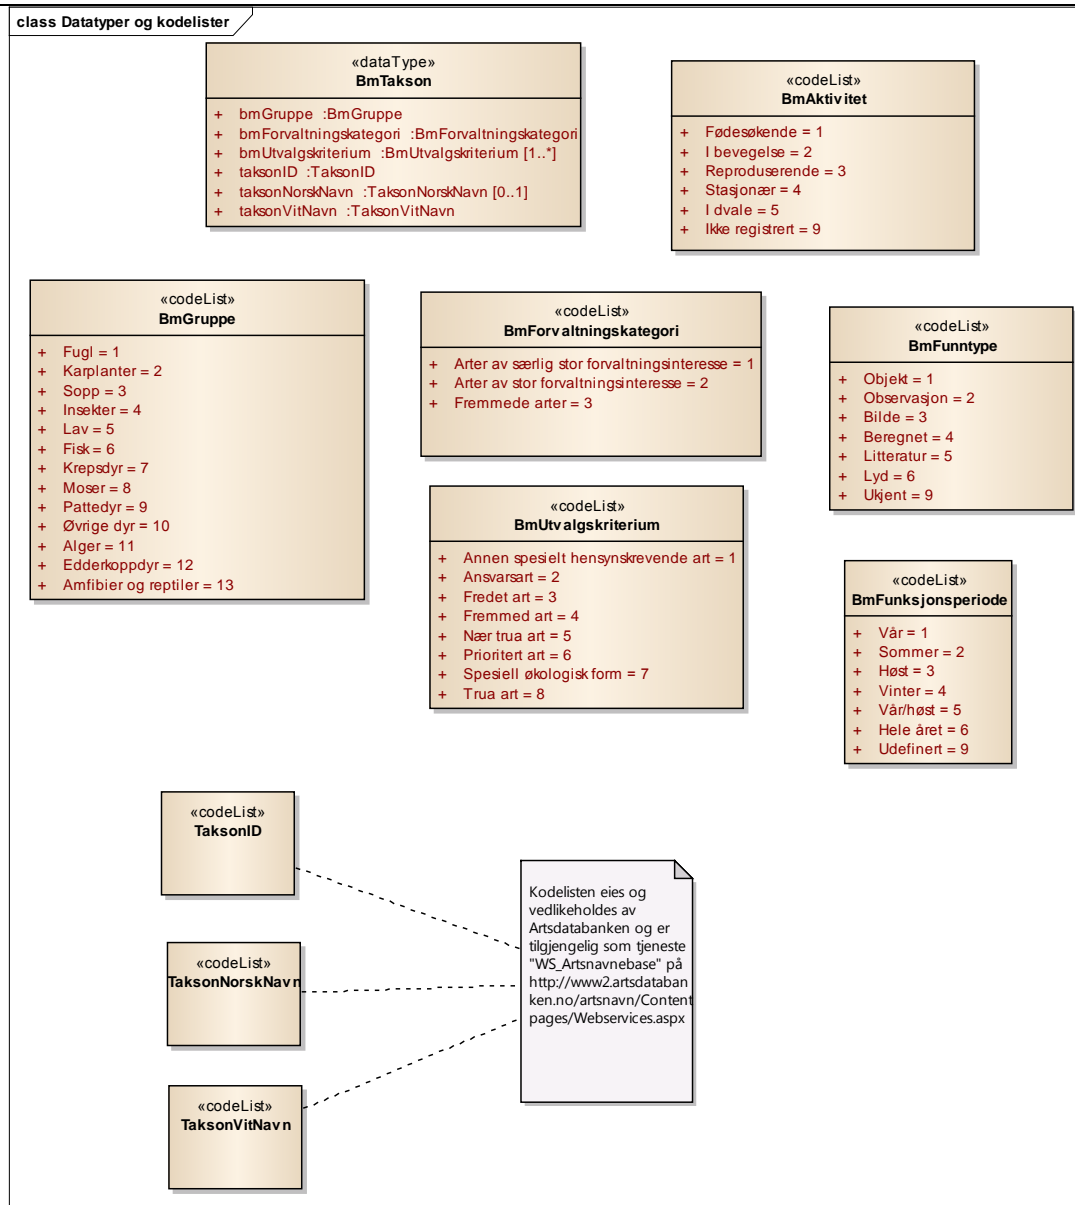 class Datatyper og kodelister
«dataType»
BmTakson
+ bmGruppe :BmGruppe
+ bmForvaltningskategori :BmForvaltningskategori
+ bmUtvalgskriterium :BmUtvalgskriterium [1..*]
+ taksonID :TaksonID
+ taksonNorskNavn :TaksonNorskNavn [0..1]
+ taksonVitNavn :TaksonVitNavn
«codeList»
BmAktivitet
+ Fødesøkende = 1
+ I bevegelse = 2
+ Reproduserende = 3
+ Stasjonær = 4
+ I dvale = 5
+ Ikke registrert = 9
«codeList»
BmGruppe
+ Fugl = 1
+ Karplanter = 2
+ Sopp = 3
+ Insekter = 4
+ Lav = 5
+ Fisk = 6
+ Krepsdyr = 7
+ Moser = 8
+ Pattedyr = 9
+ Øvrige dyr = 10
+ Alger = 11
+ Edderkoppdyr = 12
+ Amfibier og reptiler = 13
«codeList»
BmForvaltningskategori
+ Arter av særlig stor forvaltningsinteresse = 1
+ Arter av stor forvaltningsinteresse = 2
+ Fremmede arter = 3
«codeList»
BmFunntype
+ Objekt = 1
+ Observasjon = 2
+ Bilde = 3
+ Beregnet = 4
+ Litteratur = 5
+ Lyd = 6
+ Ukjent = 9
«codeList»
BmUtvalgskriterium
+ Annen spesielt hensynskrevende art = 1
+ Ansvarsart = 2
+ Fredet art = 3
+ Fremmed art = 4
+ Nær trua art = 5
+ Prioritert art = 6
+ Spesiell økologisk form = 7
+ Trua art = 8
«codeList»
BmFunksjonsperiode
+ Vår = 1
+ Sommer = 2
+ Høst = 3
+ Vinter = 4
+ Vår/høst = 5
+ Hele året = 6
+ Udefinert = 9
«codeList»
TaksonID
«codeList»
TaksonNorskNavn
«codeList»
TaksonVitNavn
Kodelisten eies og
vedlikeholdes av
Artsdatabanken og er
tilgjengelig som tjeneste
"WS_Artsnavnebase" på
http://www2.artsdataban
ken.no/artsnavn/Content
pages/Webservices.aspx